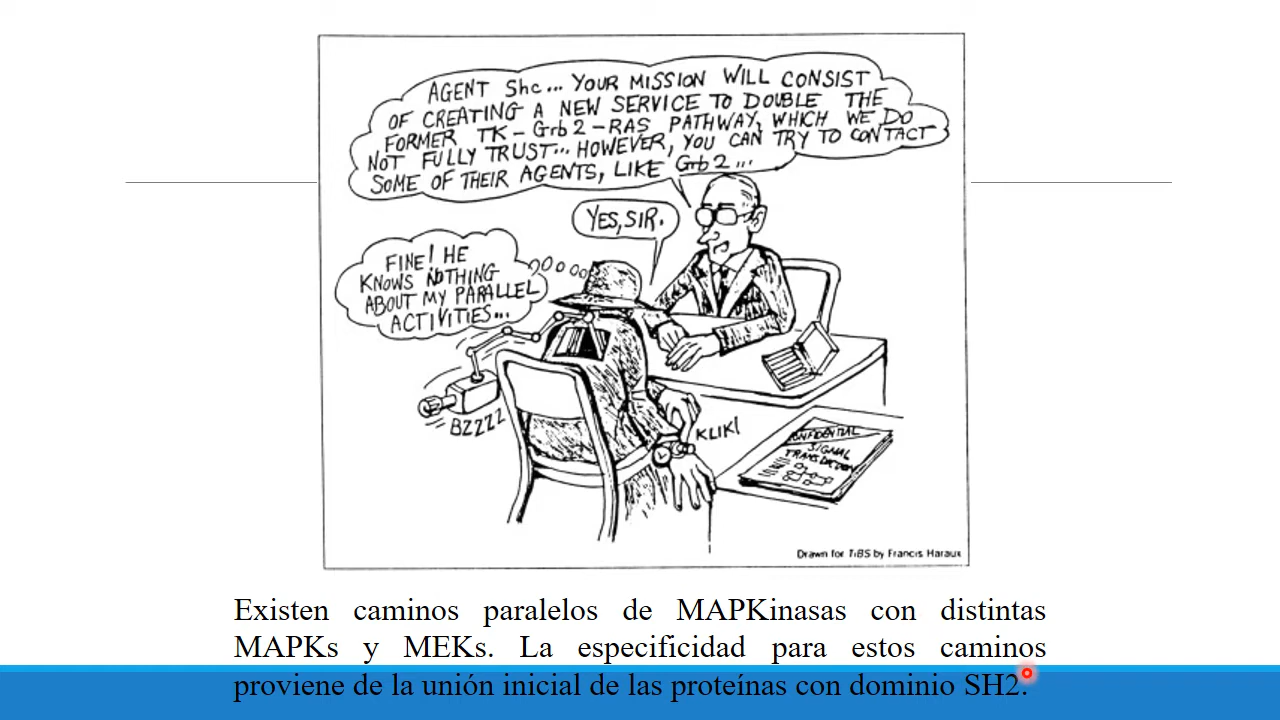 AGENT Shc... YOUR MISSION WILL CONSIST
OF CREATING A NEW SERVICE TO DOUBLE THE
FORMER TK-Grb2-RAS PATHWAY, WHICH WE DO
NOT FULLY TRUST... HOWEVER, YOU CAN TRY TO CONTACT
SOME OF THEIR AGENTS, LIKE Grb2...
YES, SIR.
FINE! HE
KNOWS NOTHING
ABOUT MY PARALLEL
ACTIVITIES...
BZZZZ
KLIK!
CONFIDENTIAL
SIGNAL
TRANSDUCTION
Drawn for TiBS by Francis Haraux
Existen caminos paralelos de MAPKinasas con distintas
MAPKs y MEKs. La especificidad para estos caminos
proviene de la unión inicial de las proteínas con dominio SH2.